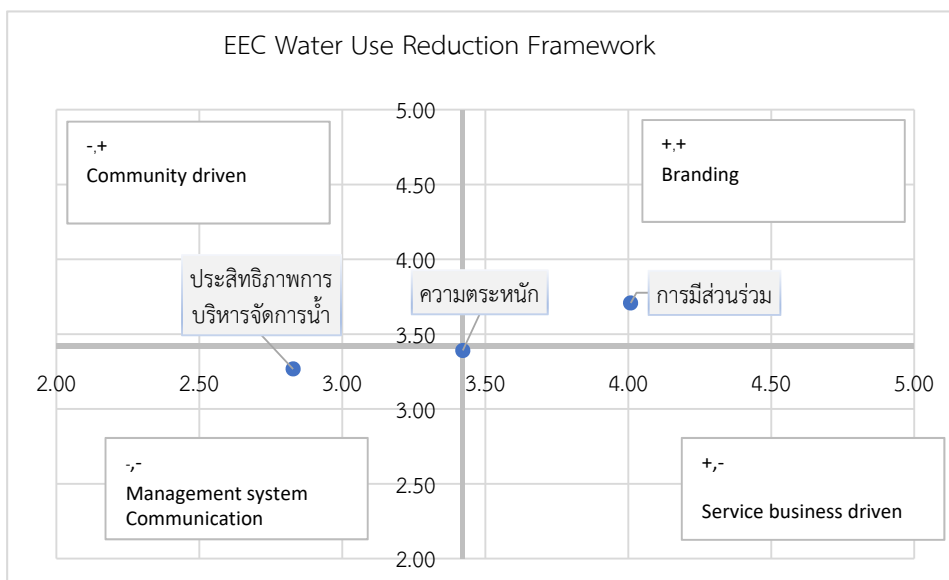 EEC Water Use Reduction Framework
5.00
-,+
Community driven
+,+
Branding
4.50
4.00
ประสิทธิภาพการ
บริหารจัดการน้ำ
ความตระหนัก
การมีส่วนร่วม
3.50
2.00
2.50
3.00
3.50
4.00
4.50
5.00
3.00
-,-
Management system
Communication
2.50
+,-
Service business driven
2.00